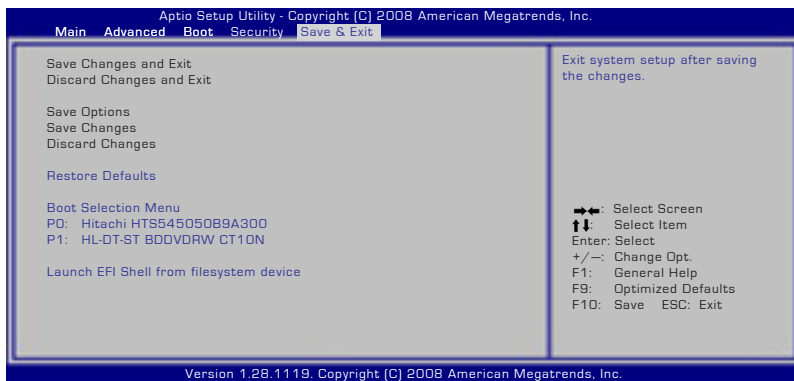 Aptio Setup Utility - Copyright (C) 2008 American Megatrends, Inc.
Main Advanced Boot Security Save & Exit
Save Changes and Exit
Discard Changes and Exit
Save Options
Save Changes
Discard Changes
Restore Defaults
Boot Selection Menu
P0: Hitachi HTS545050B9A300
P1: HL-DT-ST BDDVDRW CT10N
Launch EFI Shell from filesystem device
Exit system setup after saving
the changes.
→←: Select Screen
↑↓: Select Item
Enter: Select
+/–: Change Opt.
F1: General Help
F9: Optimized Defaults
F10: Save ESC: Exit
Version 1.28.1119. Copyright (C) 2008 American Megatrends, Inc.